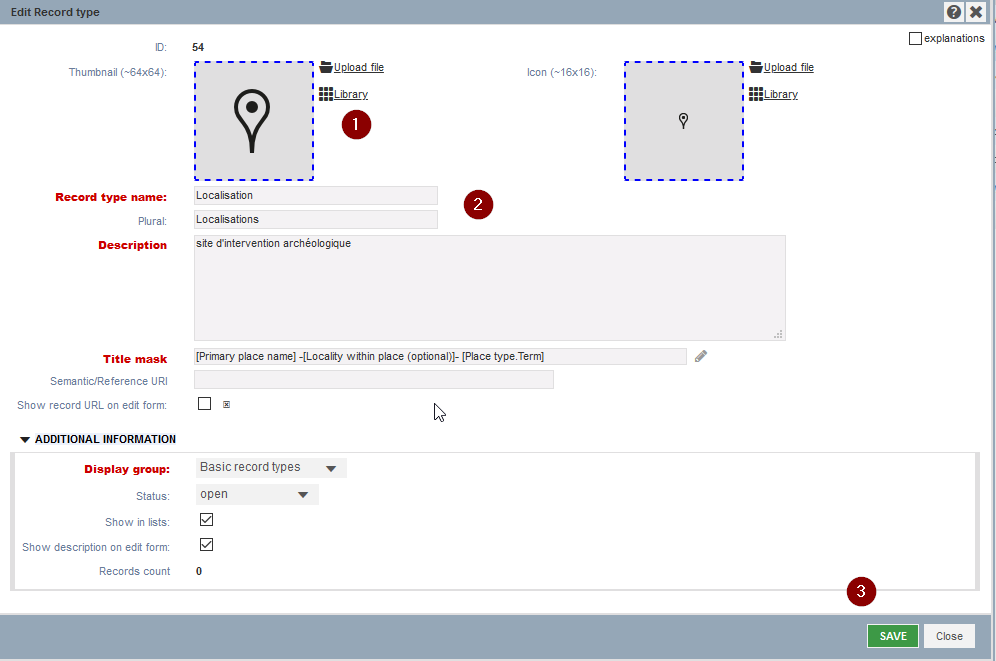 Edit Record type
explanations
ID: 54
Thumbnail (~64x64): Upload file
Library
Icon (~16x16): Upload file
Library
1
Record type name: Localisation
2
Plural: Localisations
Description site d'intervention archéologique
Title mask [Primary place name] -[Locality within place (optional)]- [Place type.Term]
Semantic/Reference URI
Show record URL on edit form:
ADDITIONAL INFORMATION
Display group: Basic record types
Status: open
Show in lists:
Show description on edit form:
Records count 0
3
SAVE Close